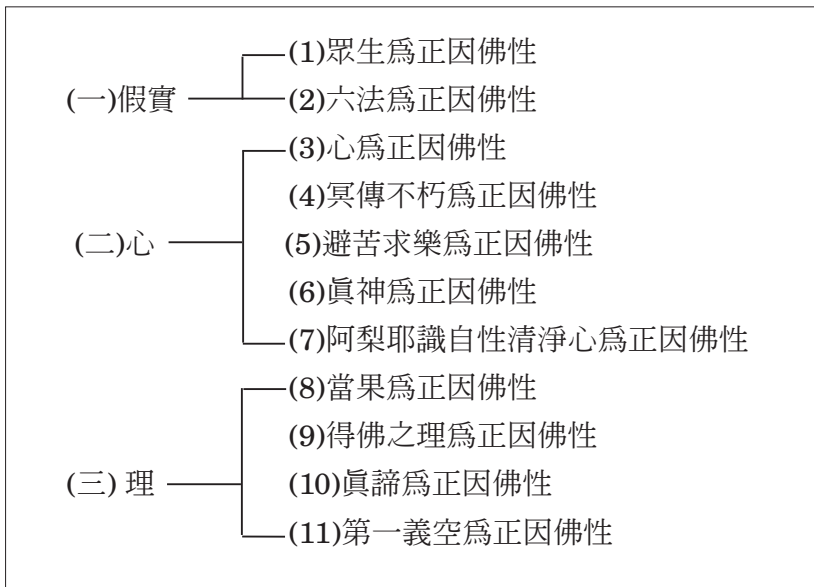 (1)眾生爲正因佛性
(一)假實
(2)六法爲正因佛性
(3)心爲正因佛性
(4)冥傳不朽爲正因佛性
(二)心
(5)避苦求樂爲正因佛性
(6)眞神爲正因佛性
(7)阿梨耶識自性清淨心爲正因佛性
(8)當果爲正因佛性
(9)得佛之理爲正因佛性
(三) 理
(10)眞諦爲正因佛性
(11)第一義空爲正因佛性